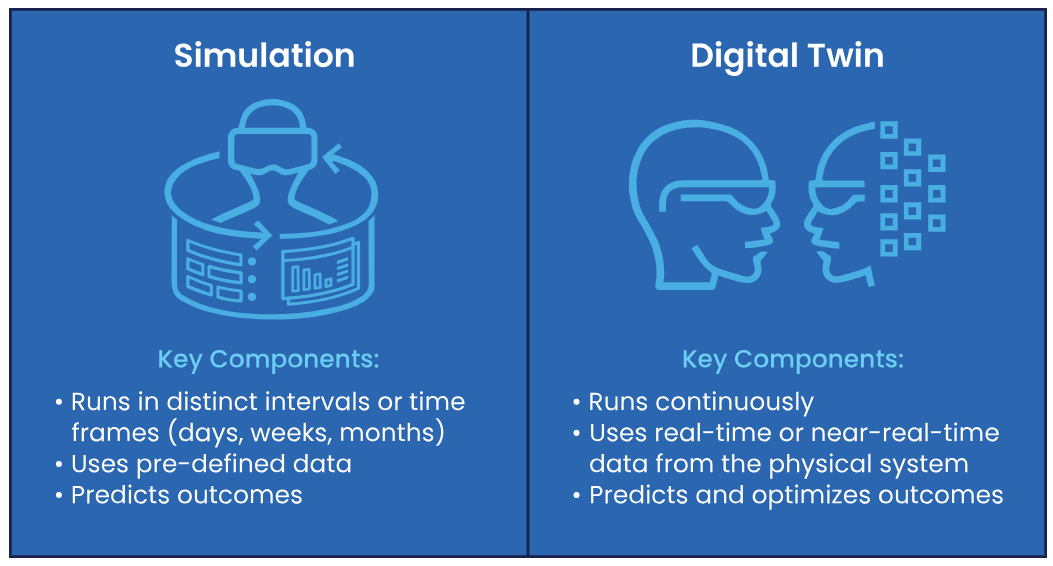 Simulation
Key Components:
• Runs in distinct intervals or time
frames (days, weeks, months)
• Uses pre-defined data
• Predicts outcomes
Digital Twin
Key Components:
• Runs continuously
• Uses real-time or near-real-time
data from the physical system
• Predicts and optimizes outcomes